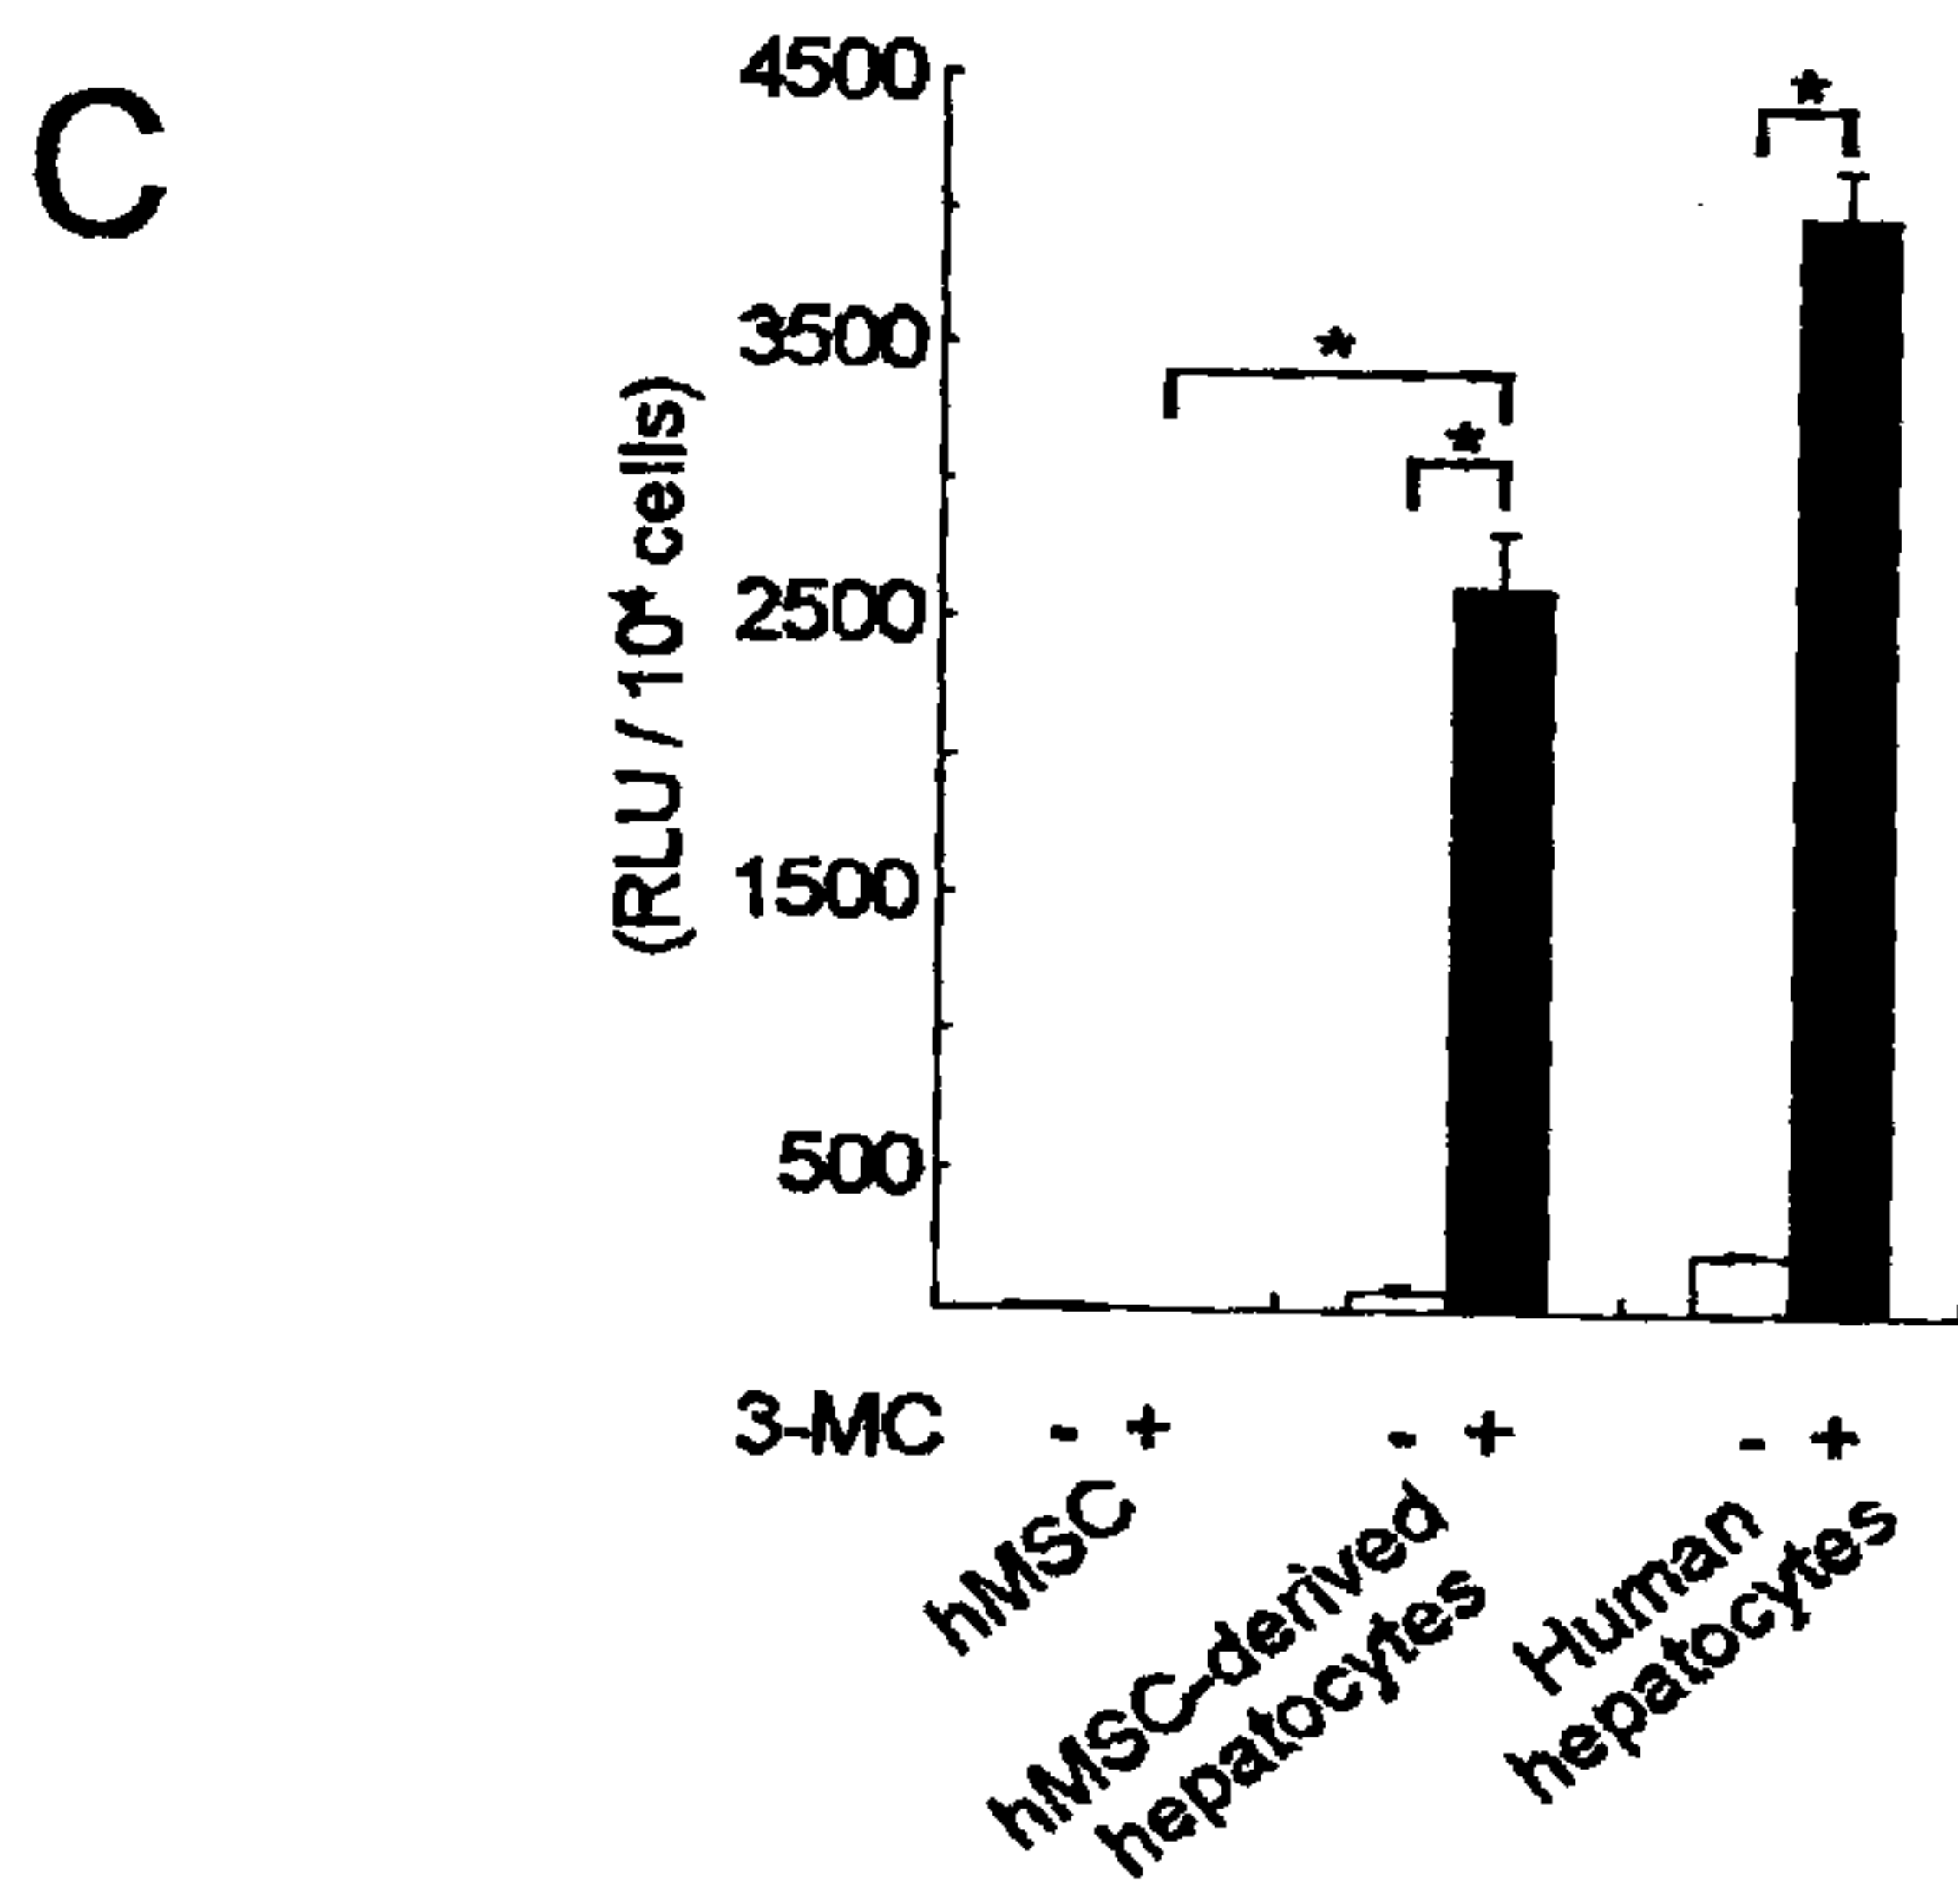 C
4500
3500
2500
1500
500
(RLU / 10⁴ cells)
*
*
*
3-MC - + - + - +
hMSC
hMSC-derived
hepatocytes
Human
hepatocytes